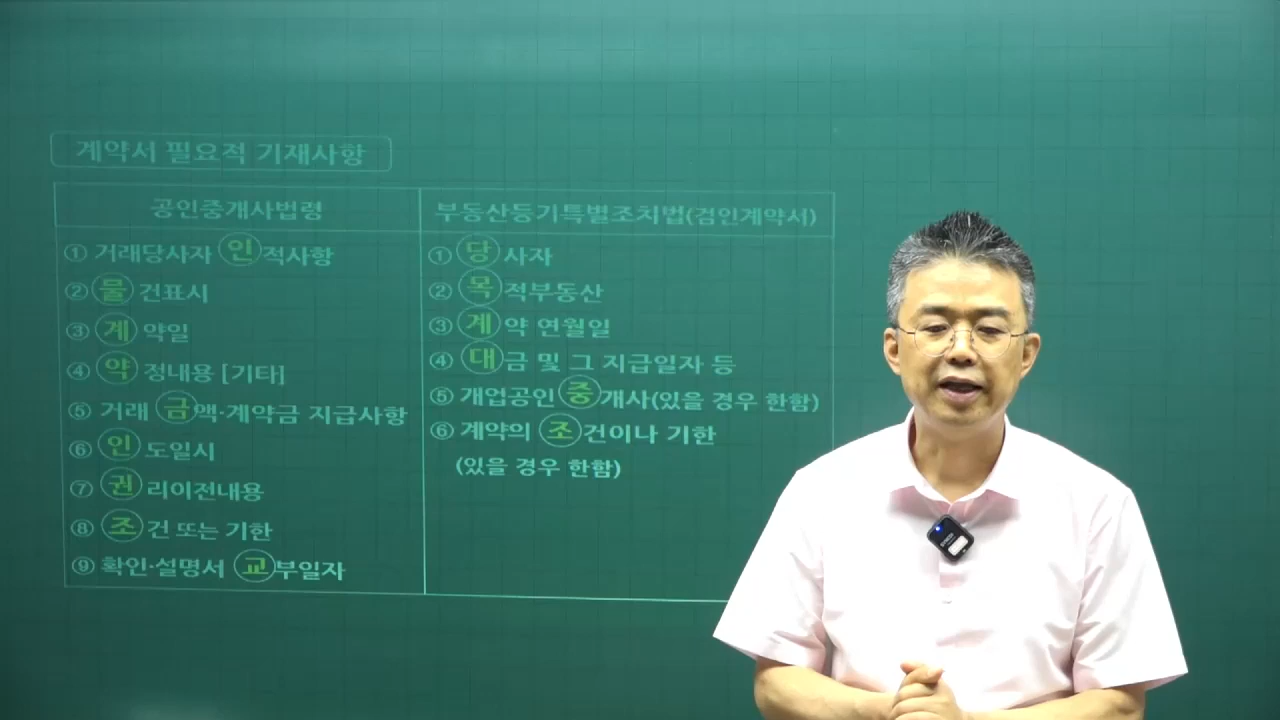 계약서 필요적 기재사항
공인중개사법령
① 거래당사자 인적사항
② 물건표시
③ 계약일
④ 약정내용 [기타]
⑤ 거래 금액·계약금 지급사항
⑥ 인도일시
⑦ 권리이전내용
⑧ 조건 또는 기한
⑨ 확인·설명서 교부일자
부동산등기특별조치법(검인계약서)
① 당사자
② 목적부동산
③ 계약 연월일
④ 대금 및 그 지급일자 등
⑤ 개업공인중개사(있을 경우 한함)
⑥ 계약의 조건이나 기한
(있을 경우 한함)